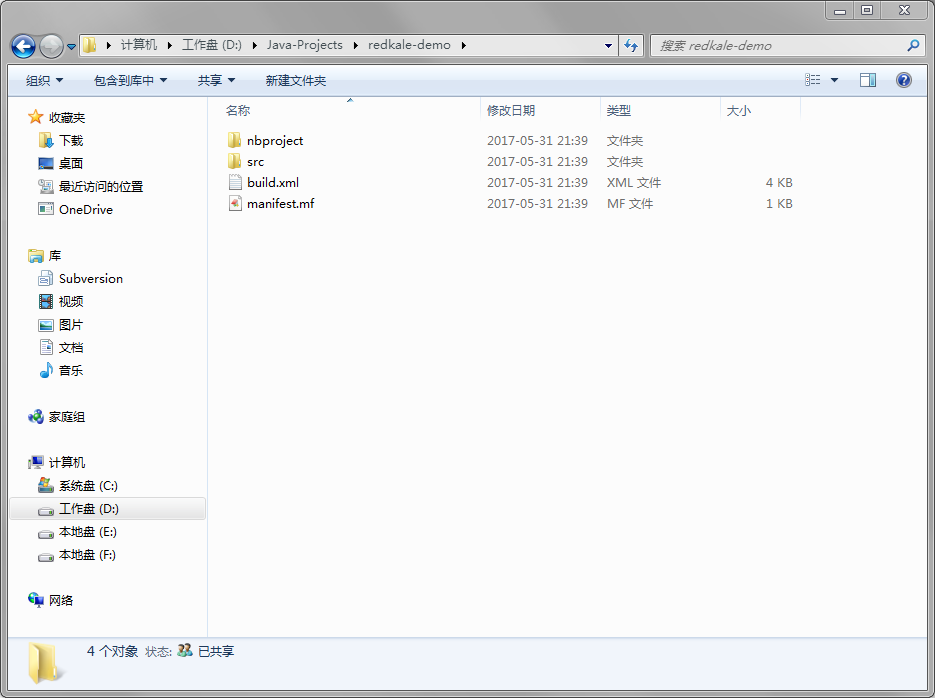 计算机 工作盘 (D:) Java-Projects redkale-demo
搜索 redkale-demo
组织 包含到库中 共享 新建文件夹
名称 修改日期 类型 大小
nbproject 2017-05-31 21:39 文件夹
src 2017-05-31 21:39 文件夹
build.xml 2017-05-31 21:39 XML 文件 4 KB
manifest.mf 2017-05-31 21:39 MF 文件 1 KB
收藏夹
下载
桌面
最近访问的位置
OneDrive
库
Subversion
视频
图片
文档
音乐
家庭组
计算机
系统盘 (C:)
工作盘 (D:)
本地盘 (E:)
本地盘 (F:)
网络
4 个对象 状态: 已共享